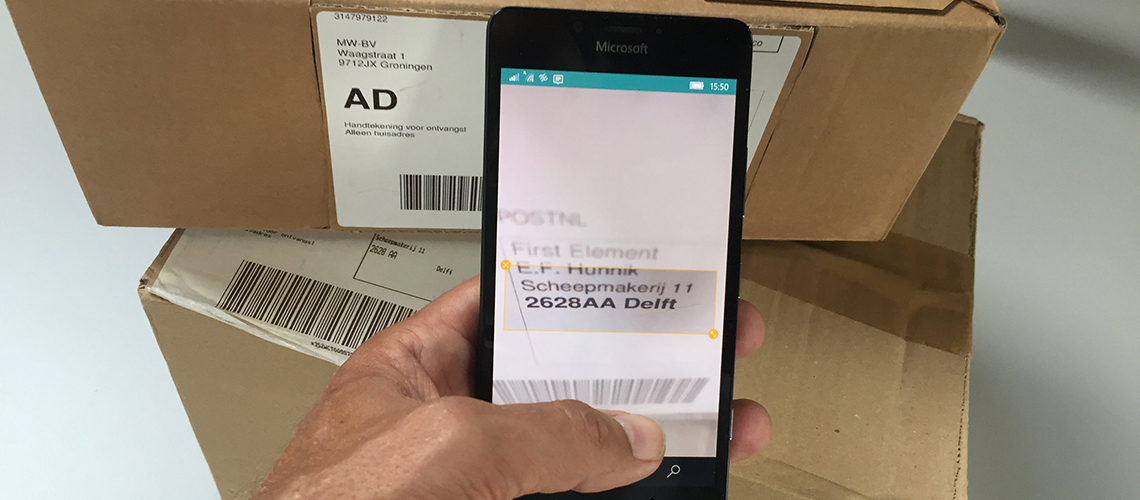 3147979122
MW-BV
Waagstraat 1
9712JX Groningen
AD
Handtekening voor ontvangst
Alleen huisadres
Microsoft
15:50
POSTNL
First Element
E.F. Hunnik
Scheepmakerij 11
2628AA Delft
ontvangst
Scheepmakerij 11
2628 AA
Delft